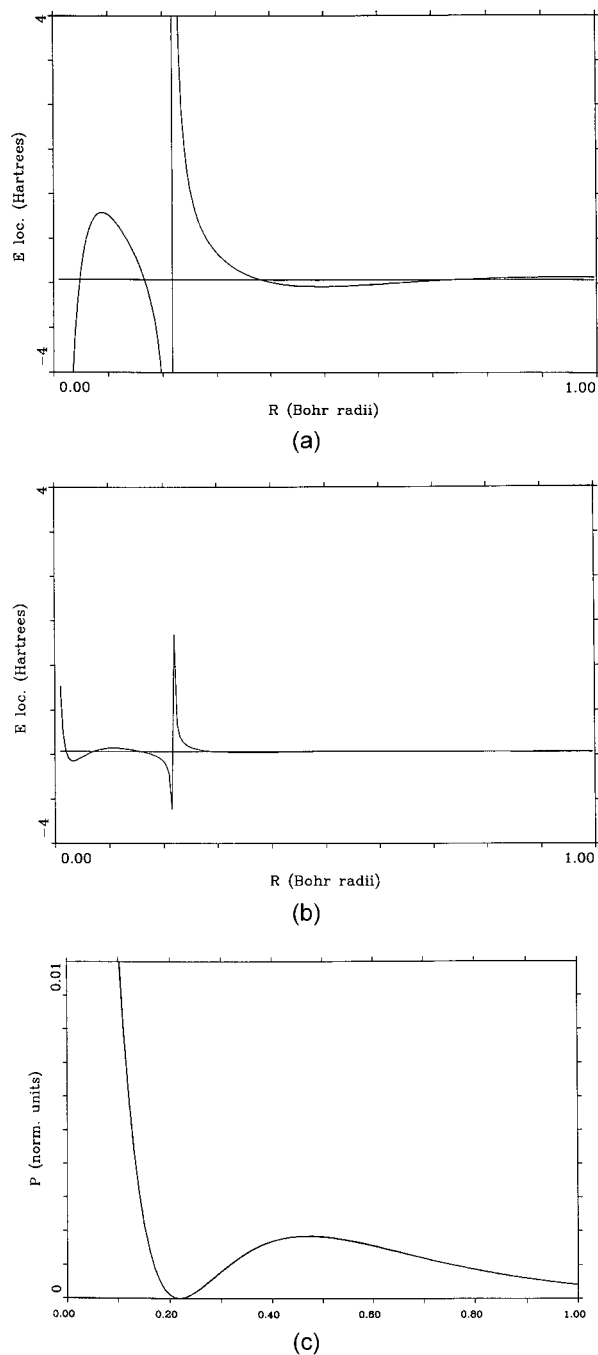 4
E loc. (Hartrees)
-4
0.00
1.00
R (Bohr radii)
(a)
4
E loc. (Hartrees)
-4
0.00
1.00
R (Bohr radii)
(b)
0.01
P (norm. units)
0
0.00 0.20 0.40 0.60 0.80 1.00
(c)